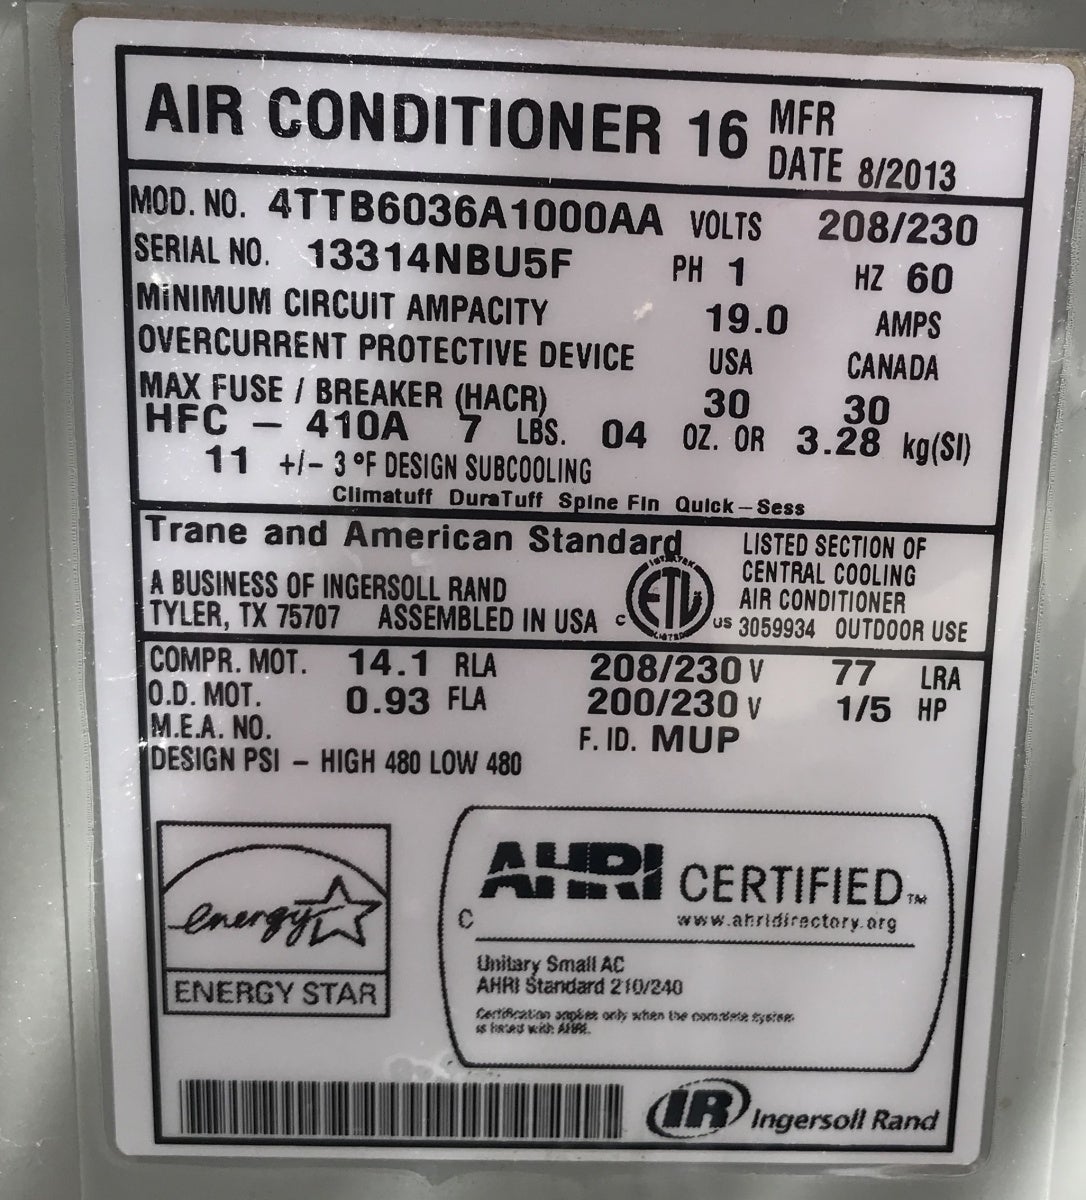 AIR CONDITIONER 16 MFR DATE 8/2013
MOD. NO. 4TTB6036A1000AA VOLTS 208/230
SERIAL NO. 13314NBU5F PH 1 HZ 60
MINIMUM CIRCUIT AMPACITY 19.0 AMPS
OVERCURRENT PROTECTIVE DEVICE USA CANADA
MAX FUSE / BREAKER (HACR) 30 30
HFC - 410A 7 LBS. 04 OZ. OR 3.28 kg(SI)
11 +/- 3 °F DESIGN SUBCOOLING
Climatuff DuraTuff Spine Fin Quick-Sess
Trane and American Standard
A BUSINESS OF INGERSOLL RAND
TYLER, TX 75707 ASSEMBLED IN USA
INTERTEK
C ETL US
LISTED
LISTED SECTION OF
CENTRAL COOLING
AIR CONDITIONER
3059934 OUTDOOR USE
COMPR. MOT. 14.1 RLA 208/230 V 77 LRA
O.D. MOT. 0.93 FLA 200/230 V 1/5 HP
M.E.A. NO. F. ID. MUP
DESIGN PSI - HIGH 480 LOW 480
energy
ENERGY STAR
AHRI CERTIFIED™
C
www.ahridirectory.org
Unitary Small AC
AHRI Standard 210/240
Certification applies only when the complete system
is listed with AHRI.
IR Ingersoll Rand